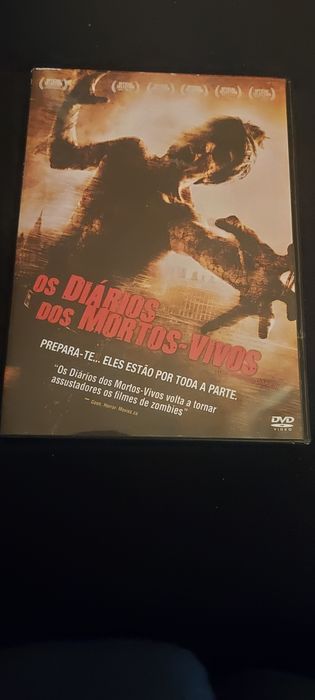 OS DIÁRIOS
DOS MORTOS-VIVOS
PREPARA-TE... ELES ESTÃO POR TODA A PARTE.
"Os Diários dos Mortos-Vivos volta a tornar
assustadores os filmes de zombies"
DVD
VIDEO